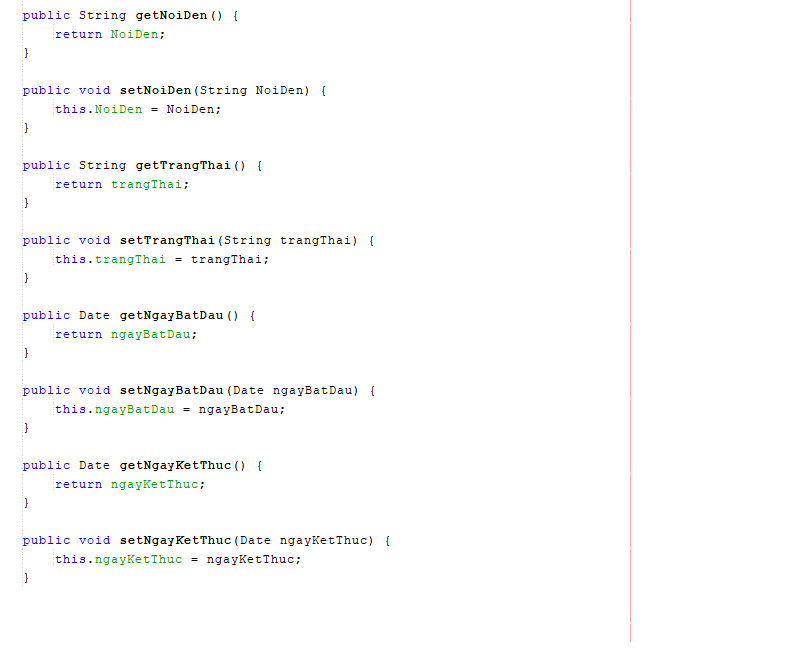 public String getNoiDen() {
return NoiDen;
}
public void setNoiDen(String NoiDen) {
this.NoiDen = NoiDen;
}
public String getTrangThai() {
return trangThai;
}
public void setTrangThai(String trangThai) {
this.trangThai = trangThai;
}
public Date getNgayBatDau() {
return ngayBatDau;
}
public void setNgayBatDau(Date ngayBatDau) {
this.ngayBatDau = ngayBatDau;
}
public Date getNgayKetThuc() {
return ngayKetThuc;
}
public void setNgayKetThuc(Date ngayKetThuc) {
this.ngayKetThuc = ngayKetThuc;
}